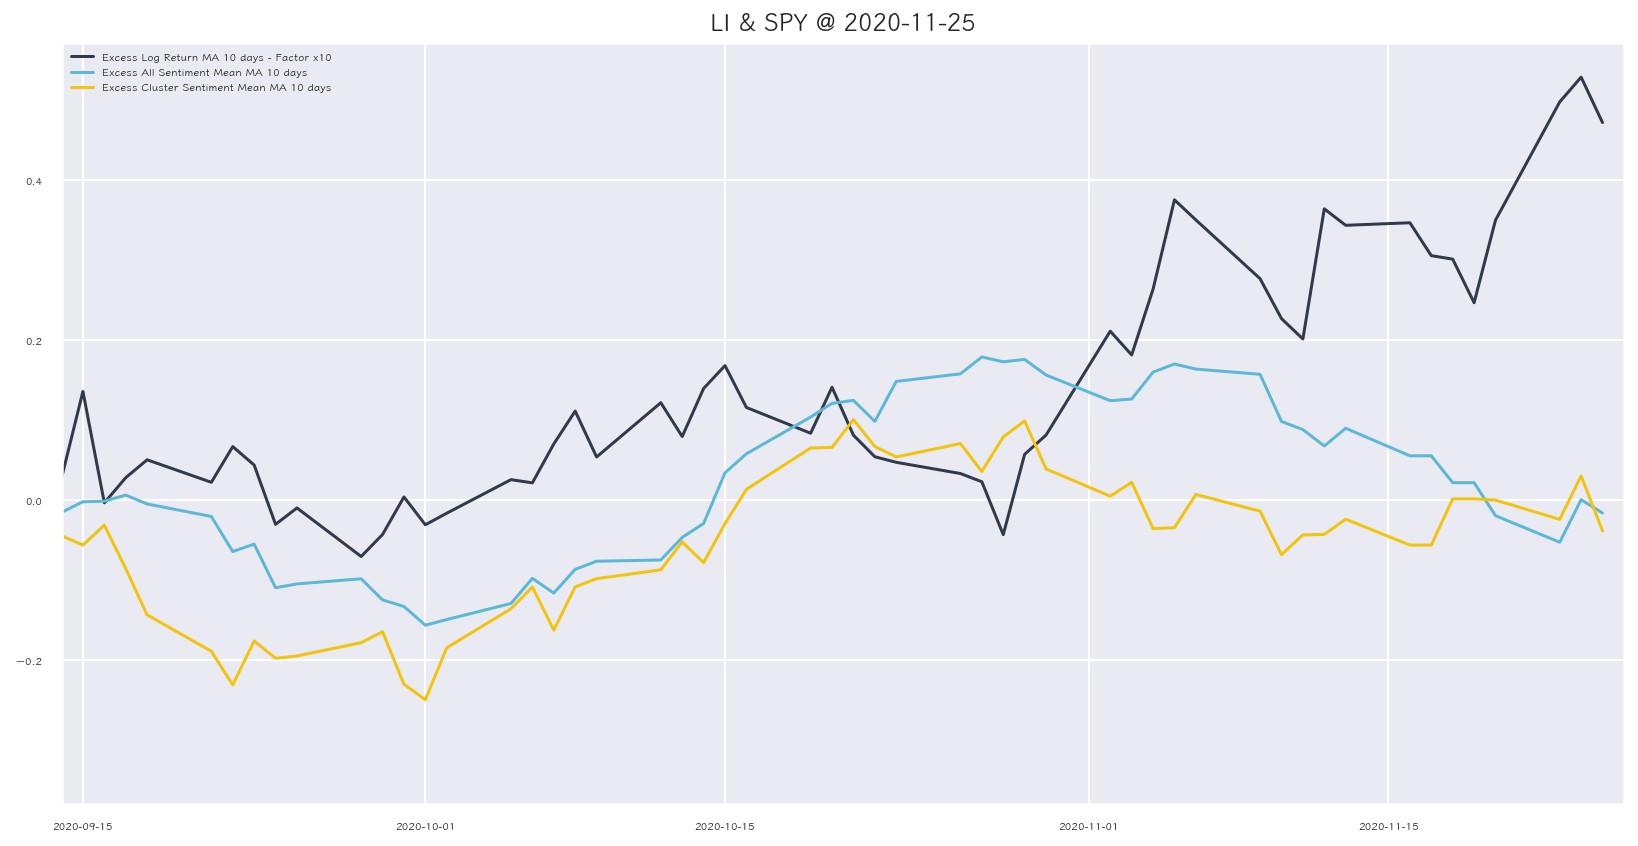 LI & SPY @ 2020-11-25
Excess Log Return MA 10 days - Factor x10
Excess All Sentiment Mean MA 10 days
Excess Cluster Sentiment Mean MA 10 days
0.4
0.2
0.0
−0.2
2020-09-15
2020-10-01
2020-10-15
2020-11-01
2020-11-15